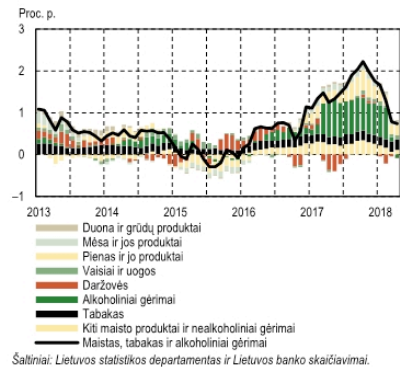 Proc. p.
3
2
1
0
–1
2013 2014 2015 2016 2017 2018
Duona ir grūdų produktai
Mėsa ir jos produktai
Pienas ir jo produktai
Vaisiai ir uogos
Daržovės
Alkoholiniai gėrimai
Tabakas
Kiti maisto produktai ir nealkoholiniai gėrimai
Maistas, tabakas ir alkoholiniai gėrimai
Šaltiniai: Lietuvos statistikos departamentas ir Lietuvos banko skaičiavimai.